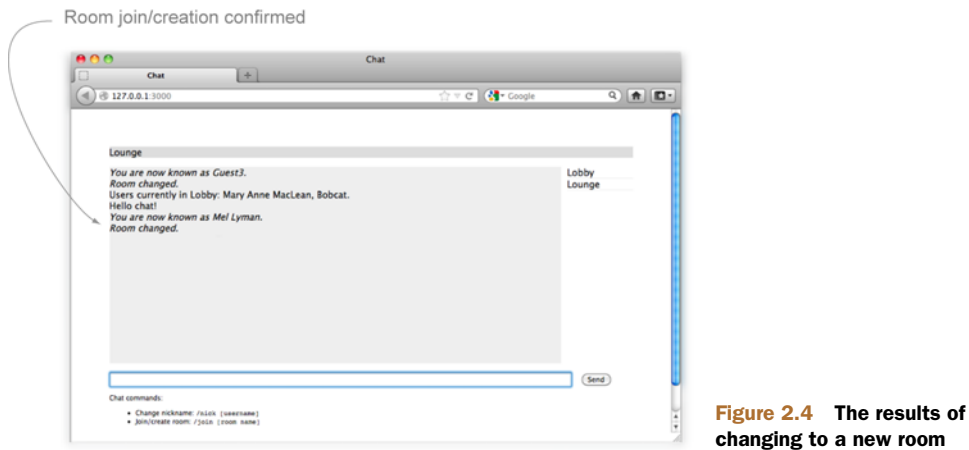 Room join/creation confirmed
Chat
Chat
127.0.0.1:3000
Google
Lounge
You are now known as Guest3.
Room changed.
Users currently in Lobby: Mary Anne MacLean, Bobcat.
Hello chat!
You are now known as Mel Lyman.
Room changed.
Lobby
Lounge
Send
Chat commands:
• Change nickname: /nick [username]
• Join/create room: /join [room name]
Figure 2.4 The results of
changing to a new room